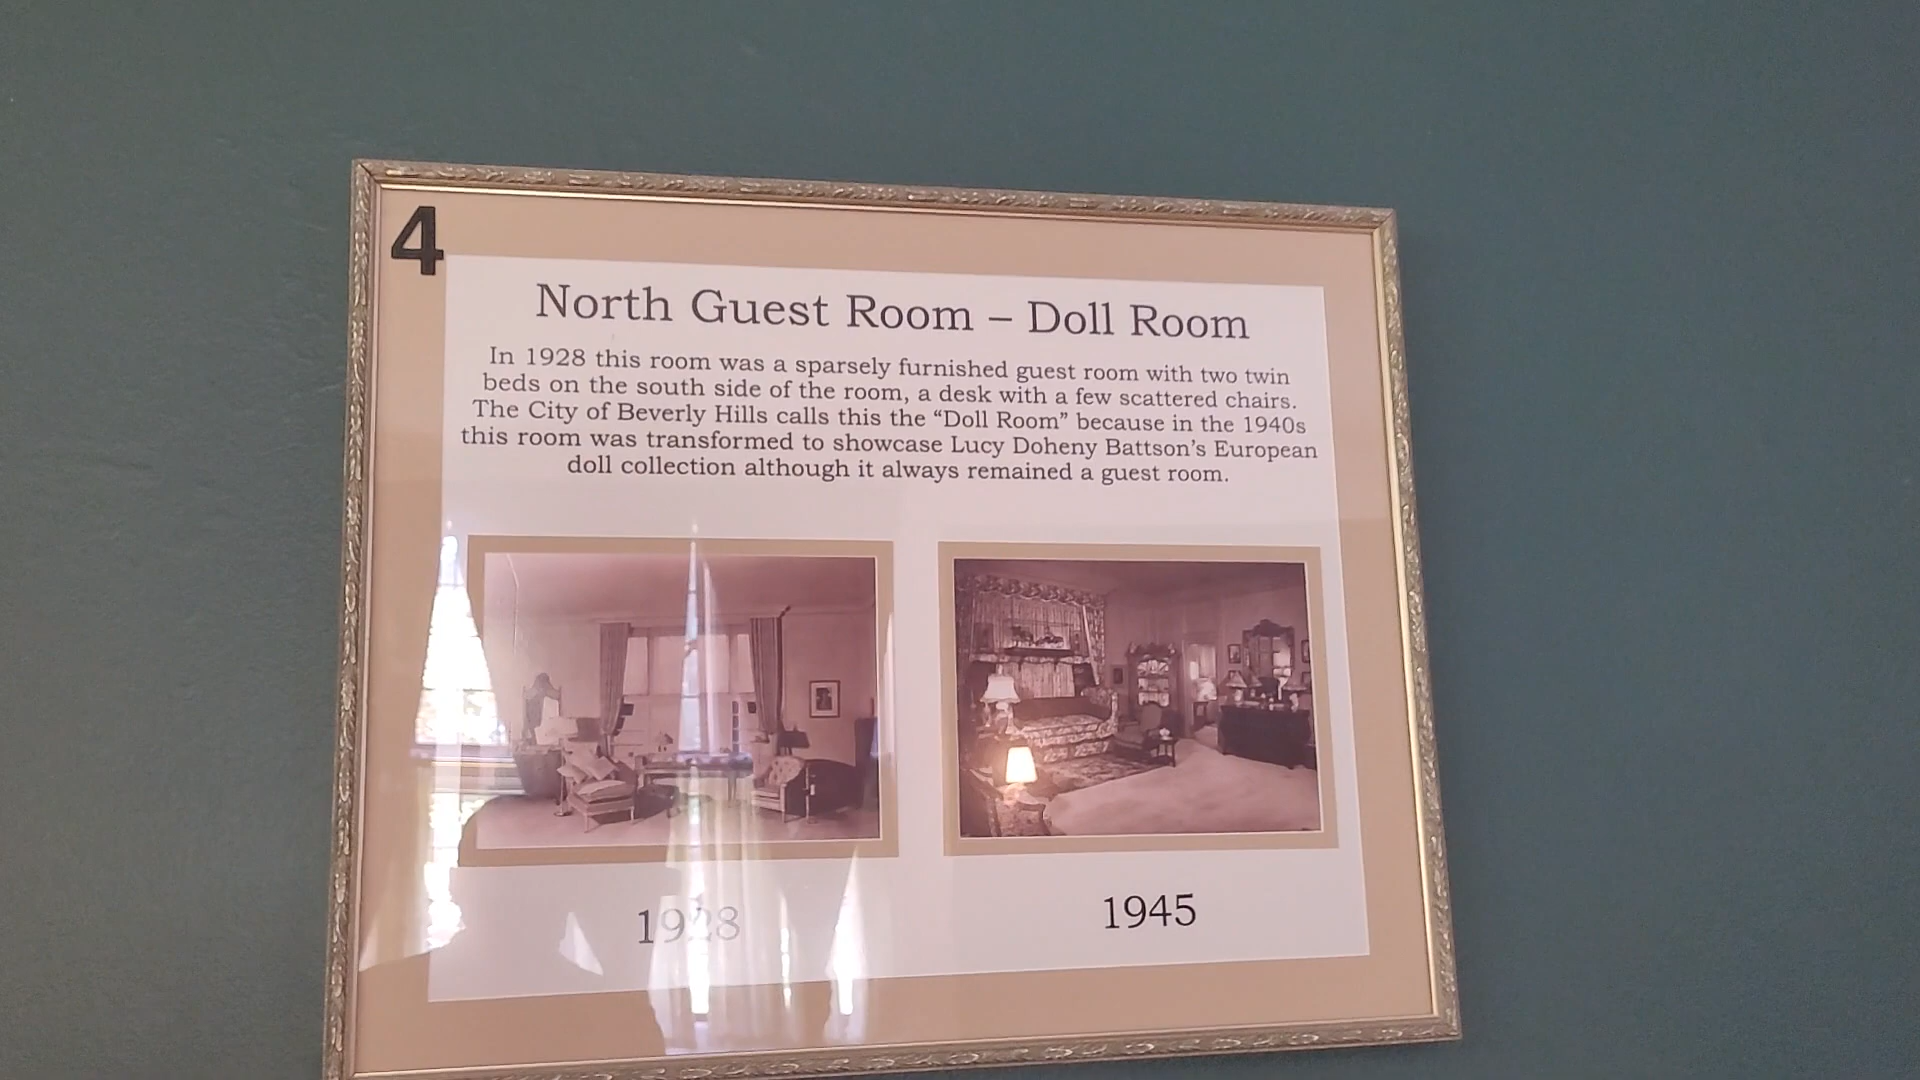 4
North Guest Room – Doll Room
In 1928 this room was a sparsely furnished guest room with two twin
beds on the south side of the room, a desk with a few scattered chairs.
The City of Beverly Hills calls this the “Doll Room” because in the 1940s
this room was transformed to showcase Lucy Doheny Battson’s European
doll collection although it always remained a guest room.
1928
1945